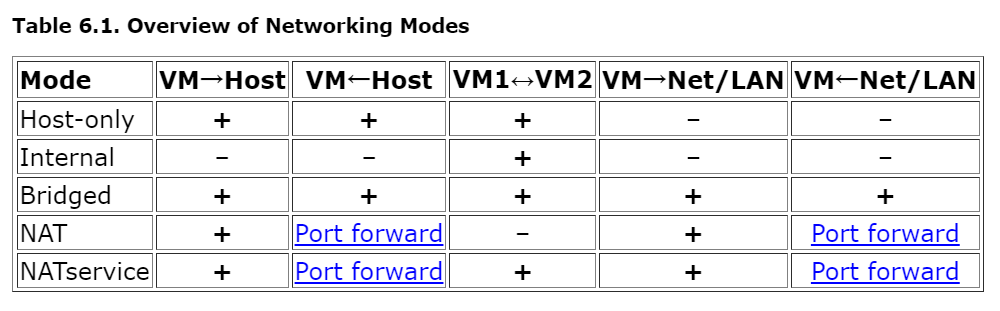 Table 6.1. Overview of Networking Modes
Mode VM→Host VM←Host VM1↔VM2 VM→Net/LAN VM←Net/LAN
Host-only + + + – –
Internal – – + – –
Bridged + + + + +
NAT + Port forward – + Port forward
NATservice + Port forward + + Port forward